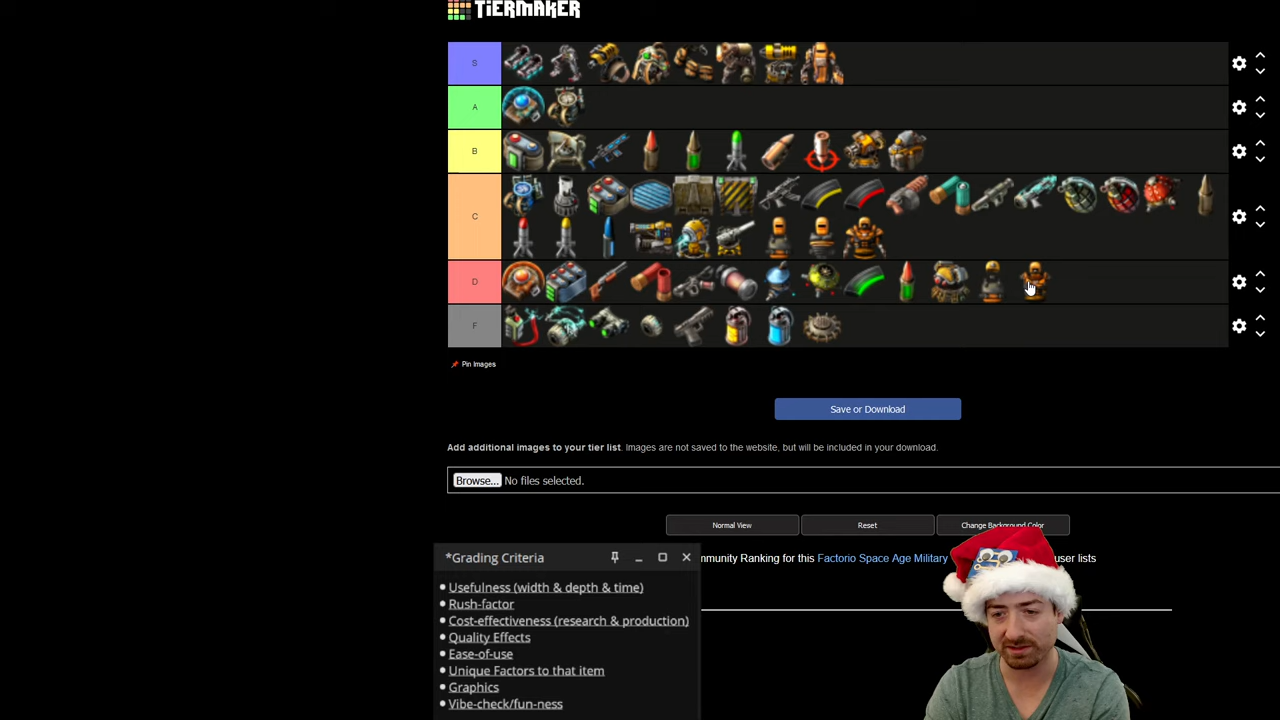 TIERMAKER
S
A
B
C
D
F
📌 Pin Images
Save or Download
Add additional images to your tier list. Images are not saved to the website, but will be included in your download.
Browse... No files selected.
Normal View
Reset
Change Background Color
mmunity Ranking for this Factorio Space Age Military
user lists
*Grading Criteria
• Usefulness (width & depth & time)
• Rush-factor
• Cost-effectiveness (research & production)
• Quality Effects
• Ease-of-use
• Unique Factors to that item
• Graphics
• Vibe-check/fun-ness